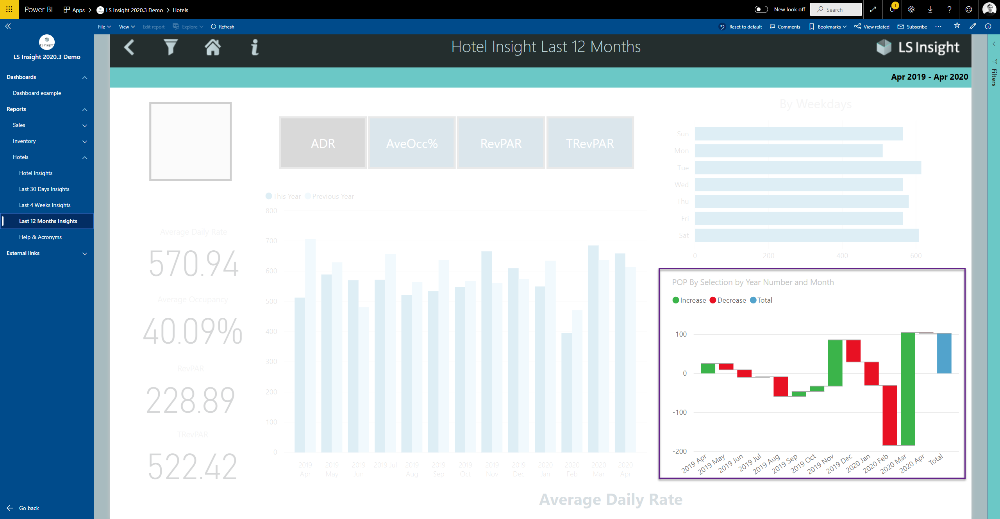 Power BI
Apps
LS Insight 2020.3 Demo
Hotels
New look off
Search
1
File
View
Edit report
Explore
Refresh
Reset to default
Comments
Bookmarks
View related
Subscribe
LS Insight
LS Insight 2020.3 Demo
Dashboards
Dashboard example
Reports
Sales
Inventory
Hotels
Hotel Insights
Last 30 Days Insights
Last 4 Weeks Insights
Last 12 Months Insights
Help & Acronyms
External links
Go back
Hotel Insight Last 12 Months
LS Insight
Filters
Apr 2019 - Apr 2020
ADR
AveOcc%
RevPAR
TRevPAR
Average Daily Rate
570.94
Average Occupancy
40.09%
RevPAR
228.89
TRevPAR
522.42
This Year Previous Year
800
700
600
500
400
300
200
100
0
2019 Apr
2019 May
2019 Jun
2019 Jul
2019 Aug
2019 Sep
2019 Oct
2019 Nov
2019 Dec
2020 Jan
2020 Feb
2020 Mar
2020 Apr
Average Daily Rate
By Weekdays
Sun
Mon
Tue
Wed
Thu
Fri
Sat
0 200 400 600
POP By Selection by Year Number and Month
Increase Decrease Total
100
0
-100
-200
2019 Apr
2019 May
2019 Jun
2019 Jul
2019 Aug
2019 Sep
2019 Oct
2019 Nov
2019 Dec
2020 Jan
2020 Feb
2020 Mar
2020 Apr
Total